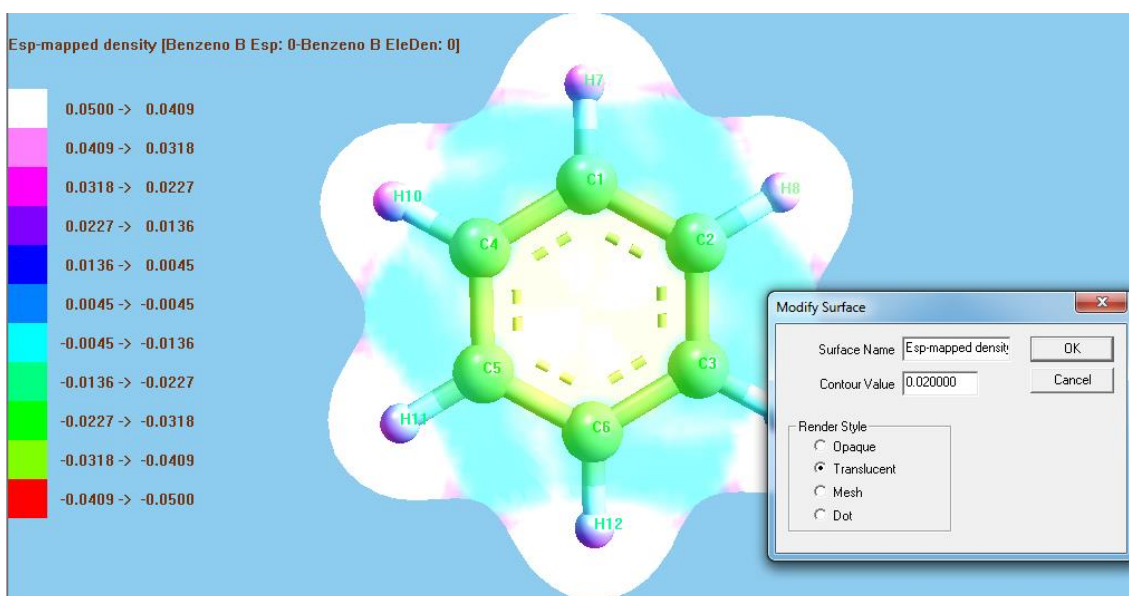 Esp-mapped density [Benzeno B Esp: 0-Benzeno B EleDen: 0]
0.0500 -> 0.0409
0.0409 -> 0.0318
0.0318 -> 0.0227
0.0227 -> 0.0136
0.0136 -> 0.0045
0.0045 -> -0.0045
-0.0045 -> -0.0136
-0.0136 -> -0.0227
-0.0227 -> -0.0318
-0.0318 -> -0.0409
-0.0409 -> -0.0500
H7
C1
H10
H8
C4
C2
C5
C3
H11
C6
H12
Modify Surface
Surface Name Esp-mapped density OK
Contour Value 0.020000 Cancel
Render Style
Opaque
Translucent
Mesh
Dot